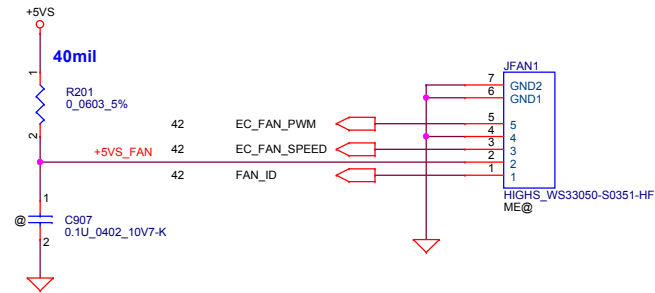 +5VS
40mil
JFAN1
1
R201
0_0603_5%
2
7 GND2
6 GND1
42 EC_FAN_PWM 5 5
4 4
+5VS_FAN 42 EC_FAN_SPEED 3 3
2 2
42 FAN_ID 1 1
HIGHS_WS33050-S0351-HF
ME@
1
@ C907
0.1U_0402_10V7-K
2